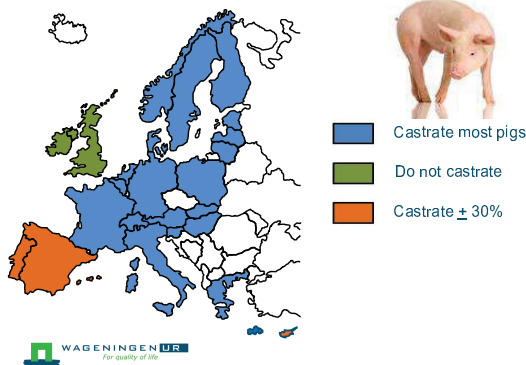 Castrate most pigs
Do not castrate
Castrate ± 30%
WAGENINGEN UR
For quality of life